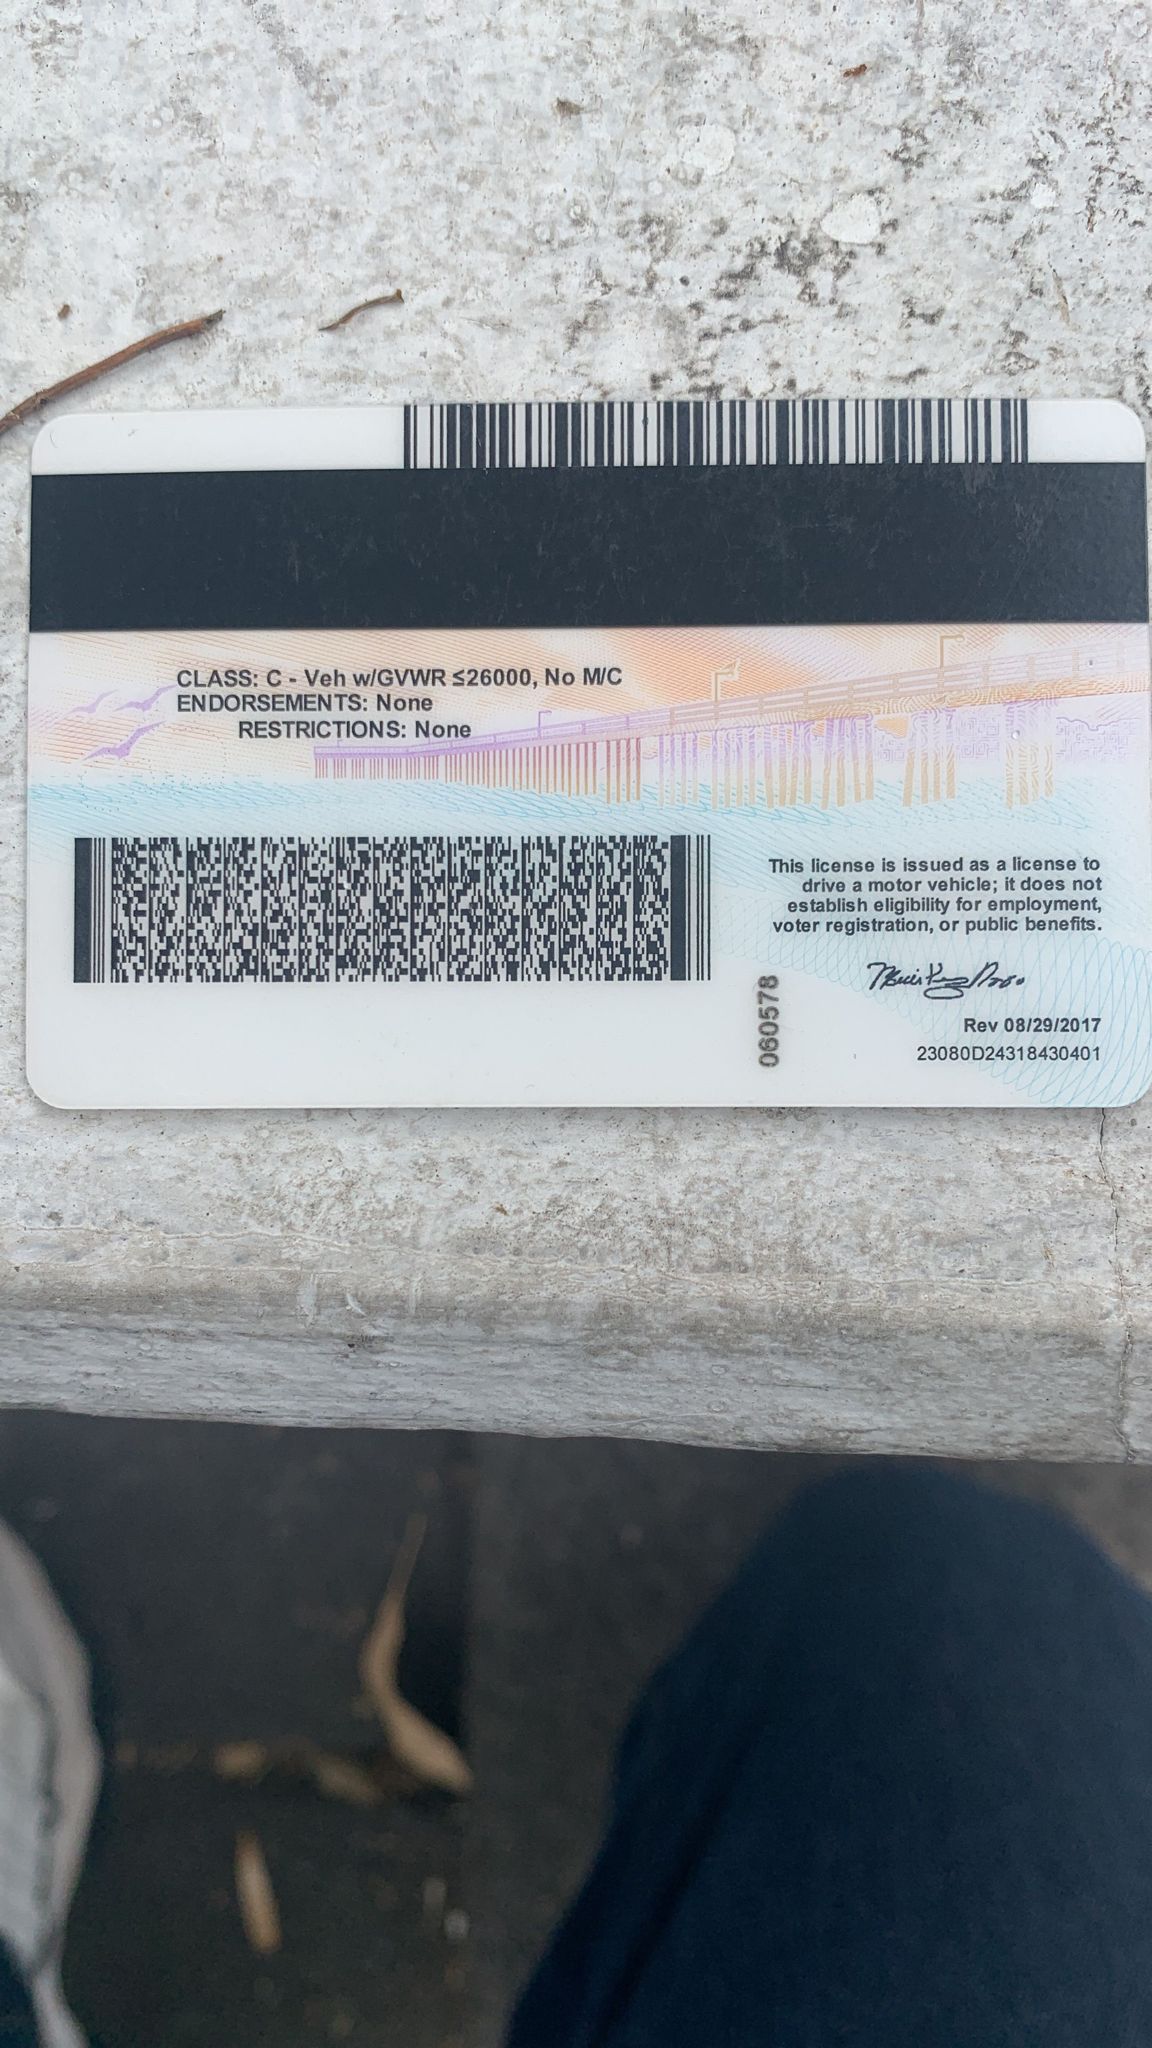 CLASS: C - Veh w/GVWR ≤26000, No M/C
ENDORSEMENTS: None
RESTRICTIONS: None
This license is issued as a license to
drive a motor vehicle; it does not
establish eligibility for employment,
voter registration, or public benefits.
060578
Rev 08/29/2017
23080D24318430401